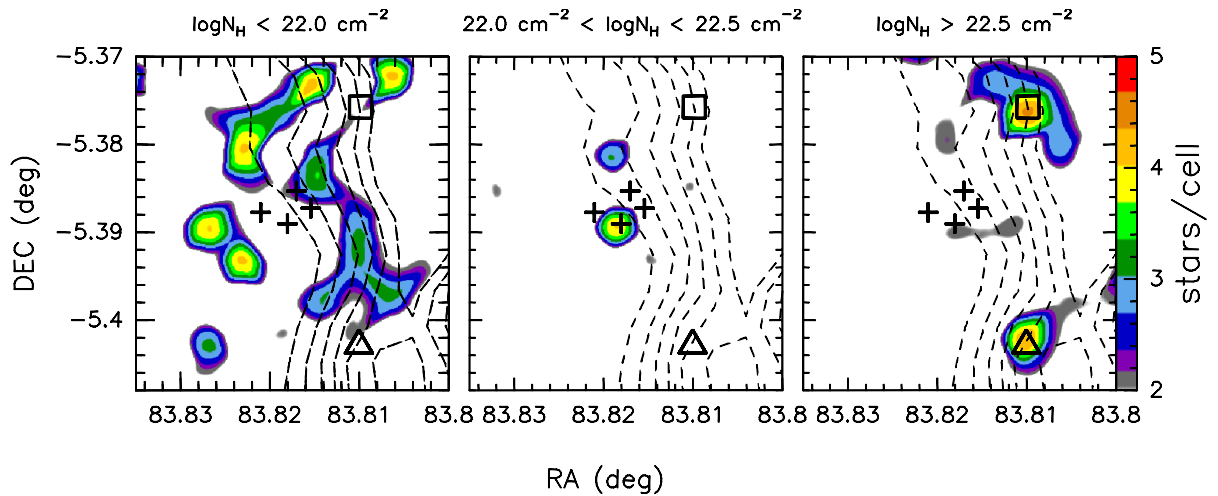 logN_H < 22.0 cm⁻² 22.0 cm⁻² < logN_H < 22.5 cm⁻² logN_H > 22.5 cm⁻²
−5.37
−5.38
−5.39
−5.4
DEC (deg)
83.83 83.82 83.81 83.8 83.83 83.82 83.81 83.8 83.83 83.82 83.81 83.8
RA (deg)
5
4
3
2
stars/cell